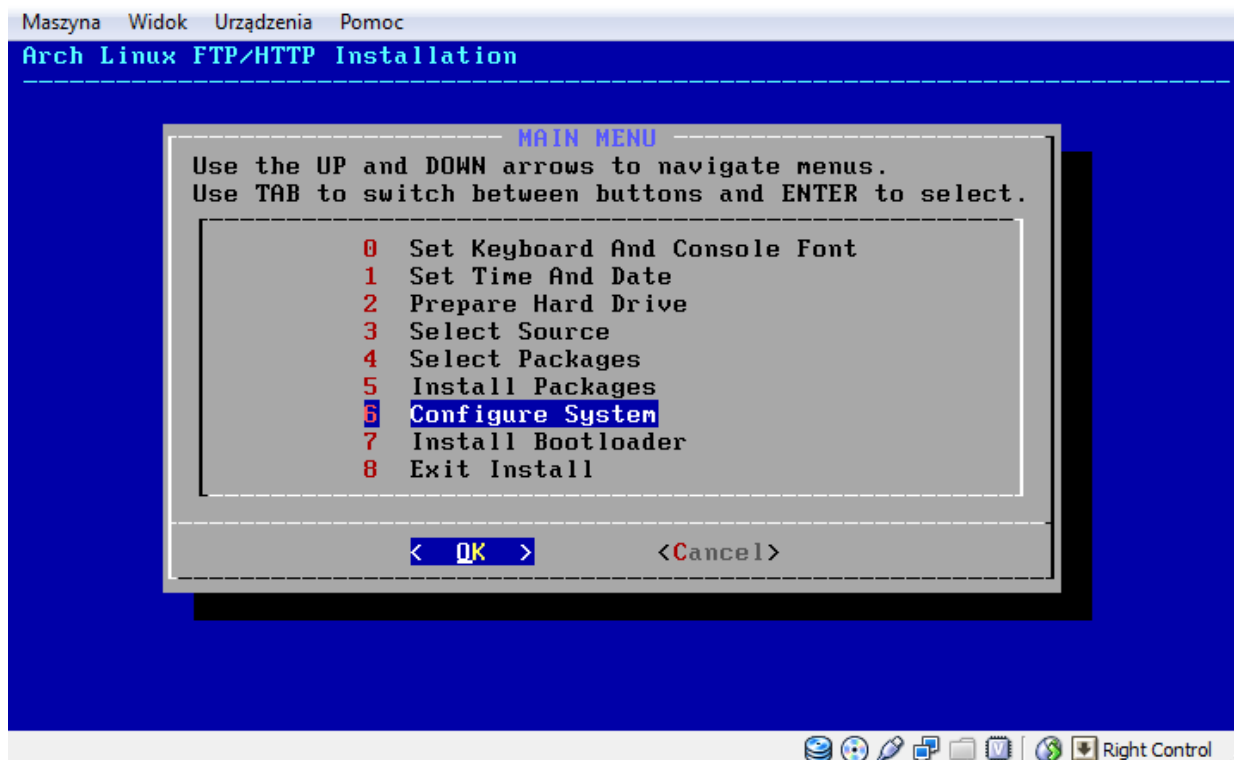 Maszyna Widok Urządzenia Pomoc
Arch Linux FTP/HTTP Installation
MAIN MENU
Use the UP and DOWN arrows to navigate menus.
Use TAB to switch between buttons and ENTER to select.
0 Set Keyboard And Console Font
1 Set Time And Date
2 Prepare Hard Drive
3 Select Source
4 Select Packages
5 Install Packages
6 Configure System
7 Install Bootloader
8 Exit Install
< OK > <Cancel>
Right Control